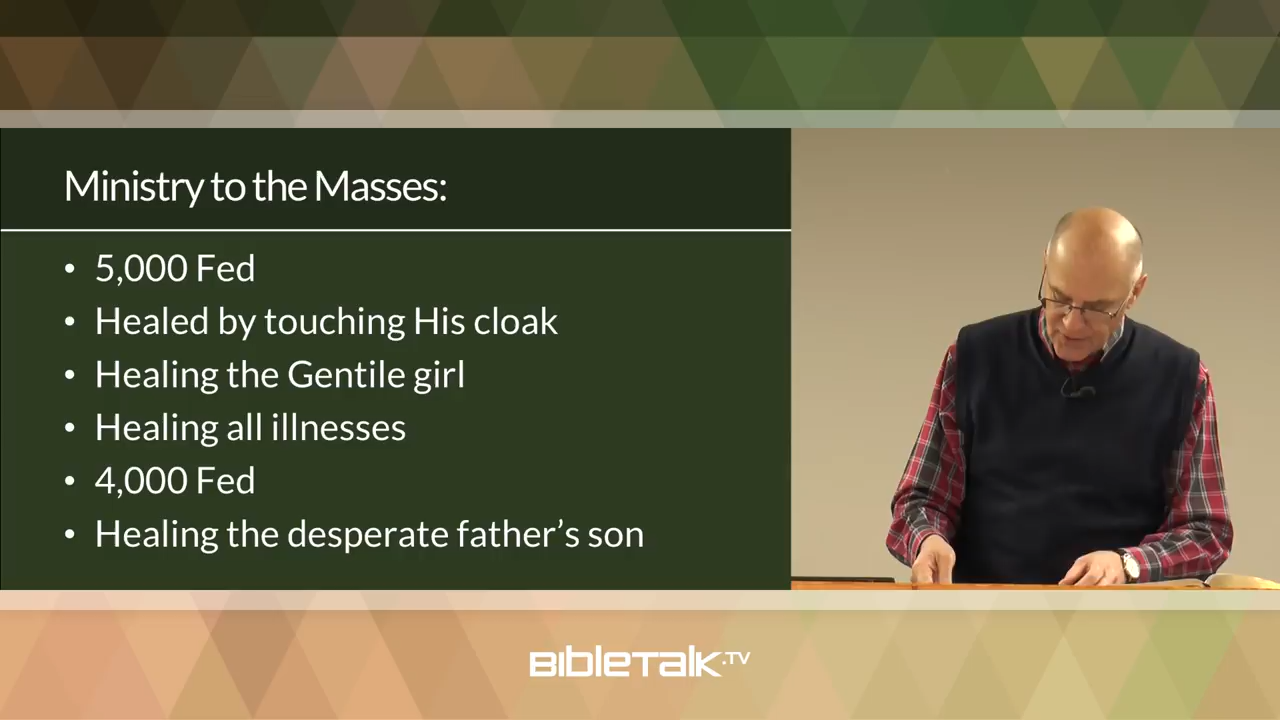 Ministry to the Masses:
• 5,000 Fed
• Healed by touching His cloak
• Healing the Gentile girl
• Healing all illnesses
• 4,000 Fed
• Healing the desperate father’s son
BibleTalk.TV